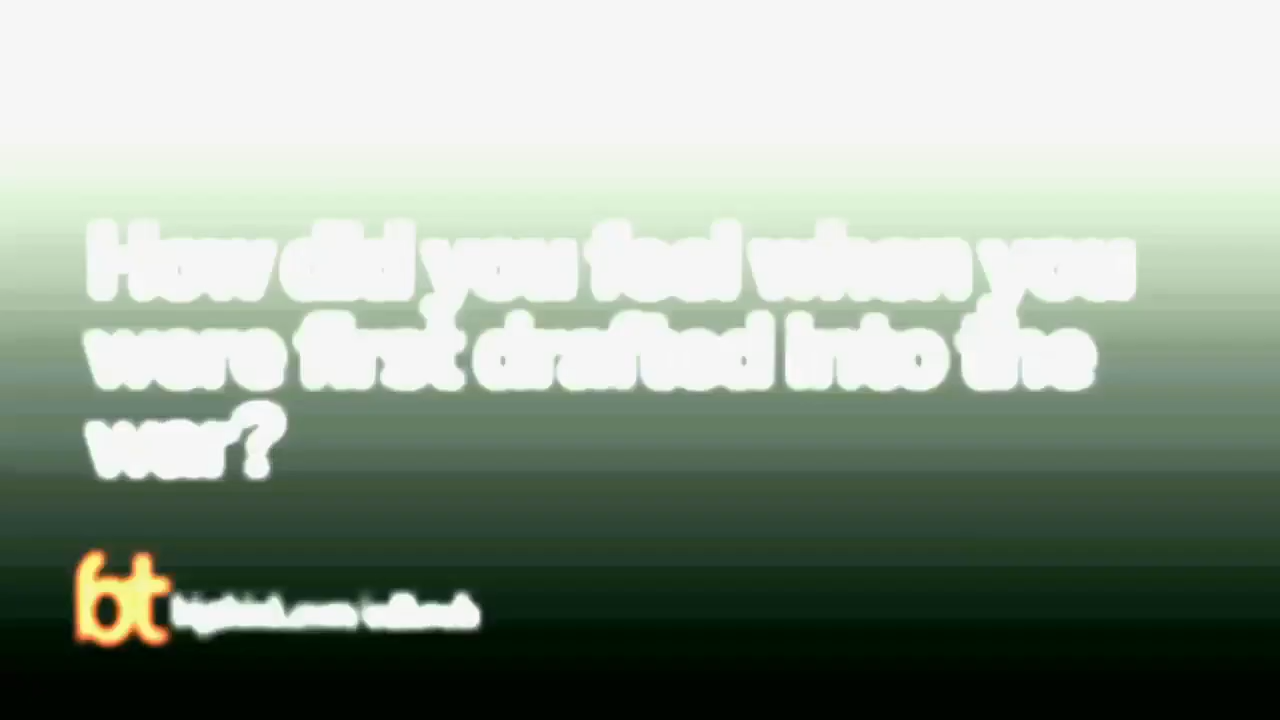 How did you feel when you
were first drafted into the
war?
bt